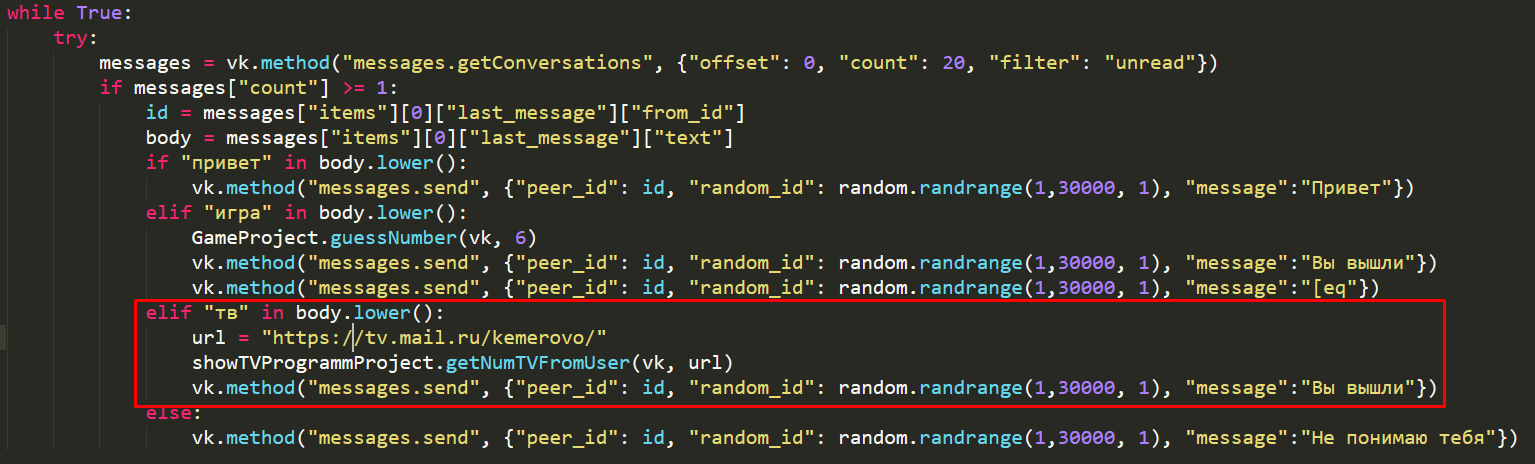 while True:
try:
messages = vk.method("messages.getConversations", {"offset": 0, "count": 20, "filter": "unread"})
if messages["count"] >= 1:
id = messages["items"][0]["last_message"]["from_id"]
body = messages["items"][0]["last_message"]["text"]
if "привет" in body.lower():
vk.method("messages.send", {"peer_id": id, "random_id": random.randrange(1,30000, 1), "message":"Привет"})
elif "игра" in body.lower():
GameProject.guessNumber(vk, 6)
vk.method("messages.send", {"peer_id": id, "random_id": random.randrange(1,30000, 1), "message":"Вы вышли"})
vk.method("messages.send", {"peer_id": id, "random_id": random.randrange(1,30000, 1), "message":"[eq"})
elif "тв" in body.lower():
url = "https://tv.mail.ru/kemerovo/"
showTVProgrammProject.getNumTVFromUser(vk, url)
vk.method("messages.send", {"peer_id": id, "random_id": random.randrange(1,30000, 1), "message":"Вы вышли"})
else:
vk.method("messages.send", {"peer_id": id, "random_id": random.randrange(1,30000, 1), "message":"Не понимаю тебя"})